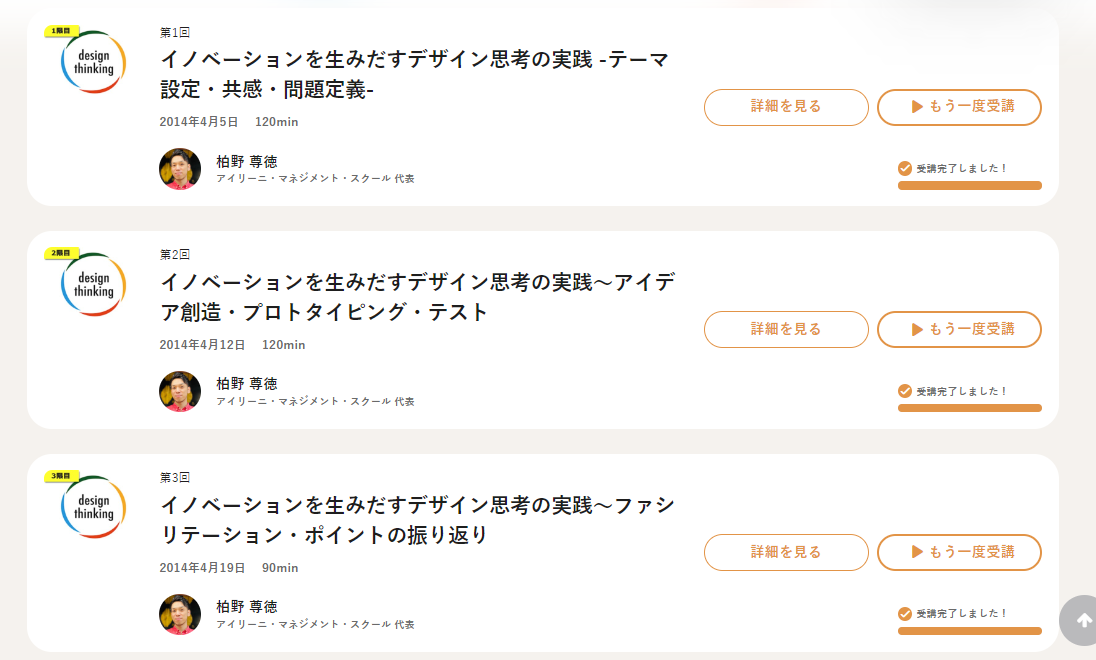 1階目
design
thinking
第1回
イノベーションを生みだすデザイン思考の実践 -テーマ
設定・共感・問題定義-
2014年4月5日 120min
柏野 尊徳
アイリーニ・マネジメント・スクール 代表
詳細を見る
もう一度受講
受講完了しました！
2階目
design
thinking
第2回
イノベーションを生みだすデザイン思考の実践〜アイデ
ア創造・プロトタイピング・テスト
2014年4月12日 120min
柏野 尊徳
アイリーニ・マネジメント・スクール 代表
詳細を見る
もう一度受講
受講完了しました！
3階目
design
thinking
第3回
イノベーションを生みだすデザイン思考の実践〜ファシ
リテーション・ポイントの振り返り
2014年4月19日 90min
柏野 尊徳
アイリーニ・マネジメント・スクール 代表
詳細を見る
もう一度受講
受講完了しました！